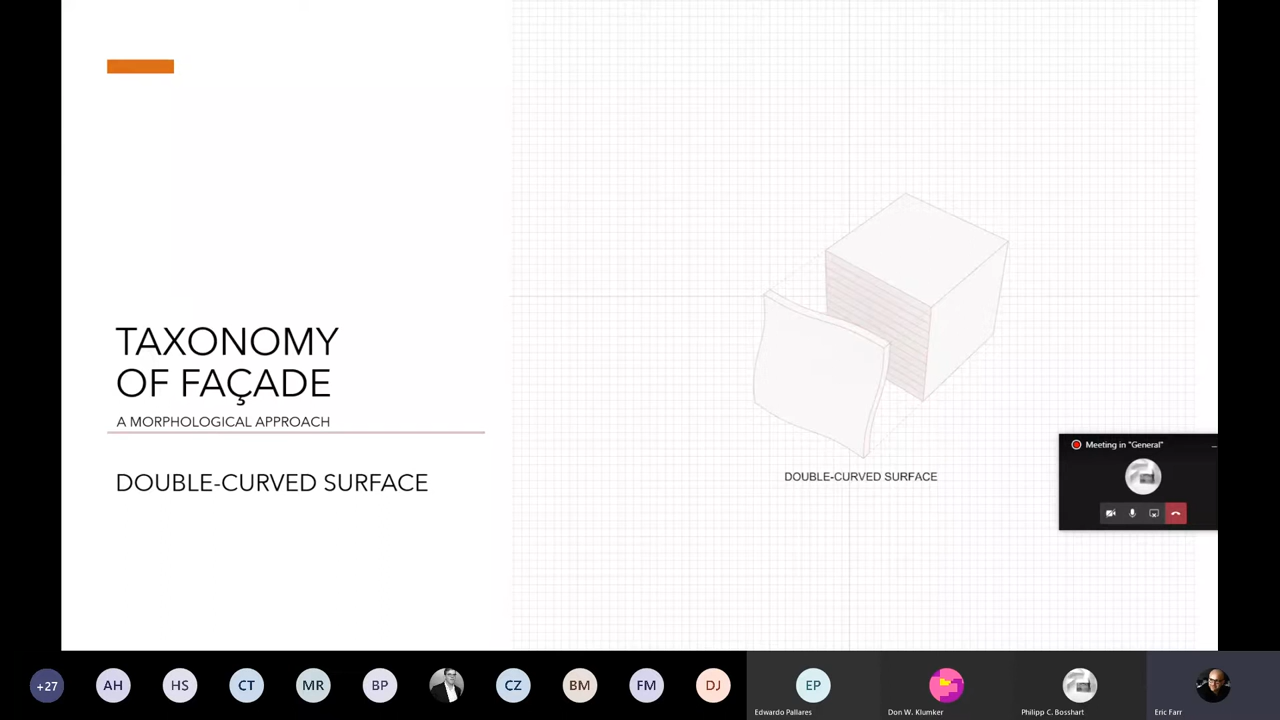 TAXONOMY
OF FAÇADE
A MORPHOLOGICAL APPROACH
DOUBLE-CURVED SURFACE
DOUBLE-CURVED SURFACE
Meeting in "General"
+27
AH
HS
CT
MR
BP
CZ
BM
FM
DJ
EP
Edwardo Pallares
Don W. Klumker
Philipp C. Bosshart
Eric Farr